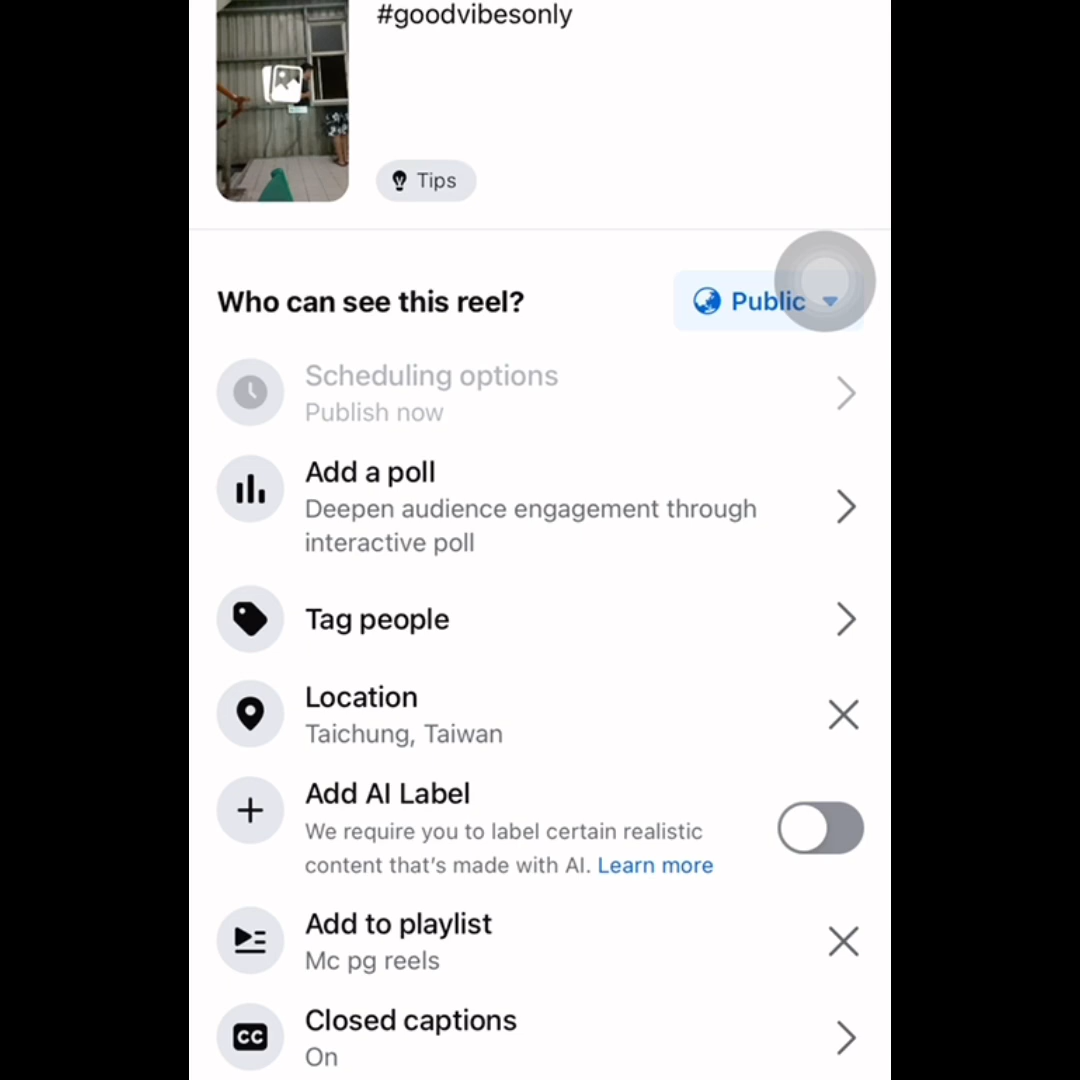 #goodvibesonly
Tips
Who can see this reel?
Public
Scheduling options
Publish now
Add a poll
Deepen audience engagement through
interactive poll
Tag people
Location
Taichung, Taiwan
Add AI Label
We require you to label certain realistic
content that's made with AI. Learn more
Add to playlist
Mc pg reels
CC
Closed captions
On